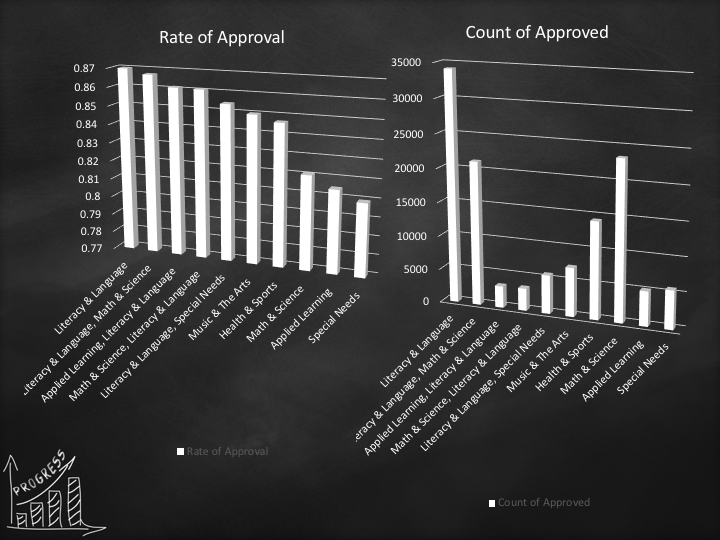 Rate of Approval
0.87
0.86
0.85
0.84
0.83
0.82
0.81
0.8
0.79
0.78
0.77
Literacy & Language
Literacy & Language, Math & Science
Applied Learning, Literacy & Language
Math & Science, Literacy & Language
Literacy & Language, Special Needs
Music & The Arts
Health & Sports
Math & Science
Applied Learning
Special Needs
Rate of Approval
Count of Approved
35000
30000
25000
20000
15000
10000
5000
0
Literacy & Language
eracy & Language, Math & Science
Applied Learning, Literacy & Language
Math & Science, Literacy & Language
Literacy & Language, Special Needs
Music & The Arts
Health & Sports
Math & Science
Applied Learning
Special Needs
Count of Approved
PROGRESS